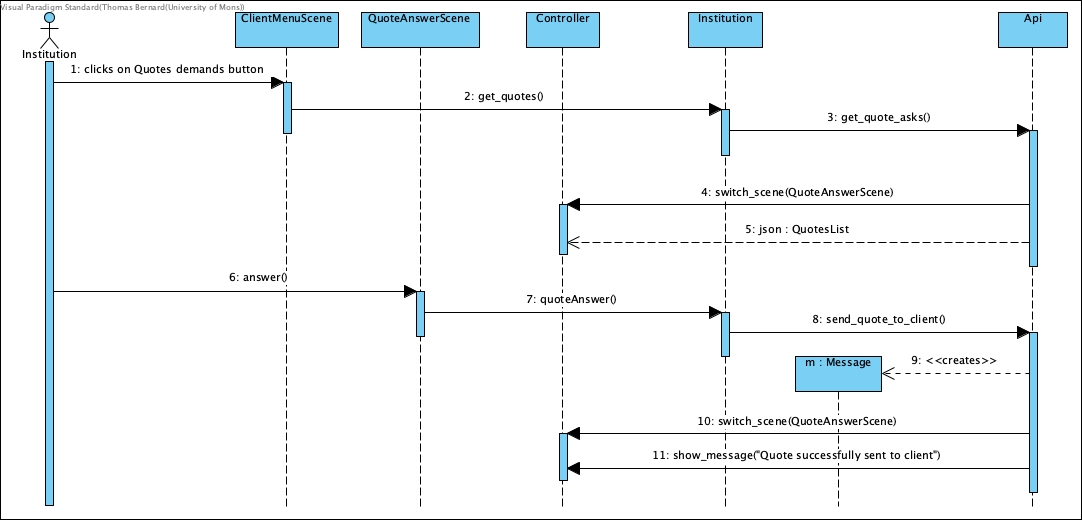 Visual Paradigm Standard(Thomas Bernard(University of Mons))
ClientMenuScene
QuoteAnswerScene
Controller
Institution
Api
Institution
1: clicks on Quotes demands button
2: get_quotes()
3: get_quote_asks()
4: switch_scene(QuoteAnswerScene)
5: json : QuotesList
6: answer()
7: quoteAnswer()
8: send_quote_to_client()
m : Message
9: <<creates>>
10: switch_scene(QuoteAnswerScene)
11: show_message("Quote successfully sent to client")